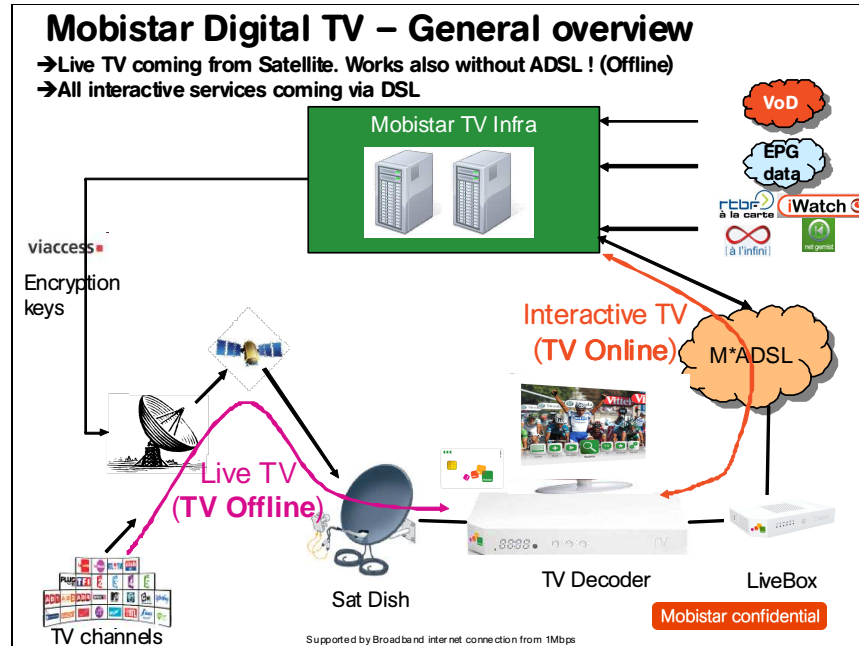 Mobistar Digital TV – General overview
➔Live TV coming from Satellite. Works also without ADSL ! (Offline)
➔All interactive services coming via DSL
Mobistar TV Infra
VoD
EPG
data
rtbf
à la carte
iWatch
à l'infini
net gemist
viaccess
Encryption
keys
Interactive TV
(TV Online)
M*ADSL
Vittel
Live TV
(TV Offline)
TV channels
Sat Dish
TV Decoder
LiveBox
Mobistar confidential
Supported by Broadband internet connection from 1Mbps